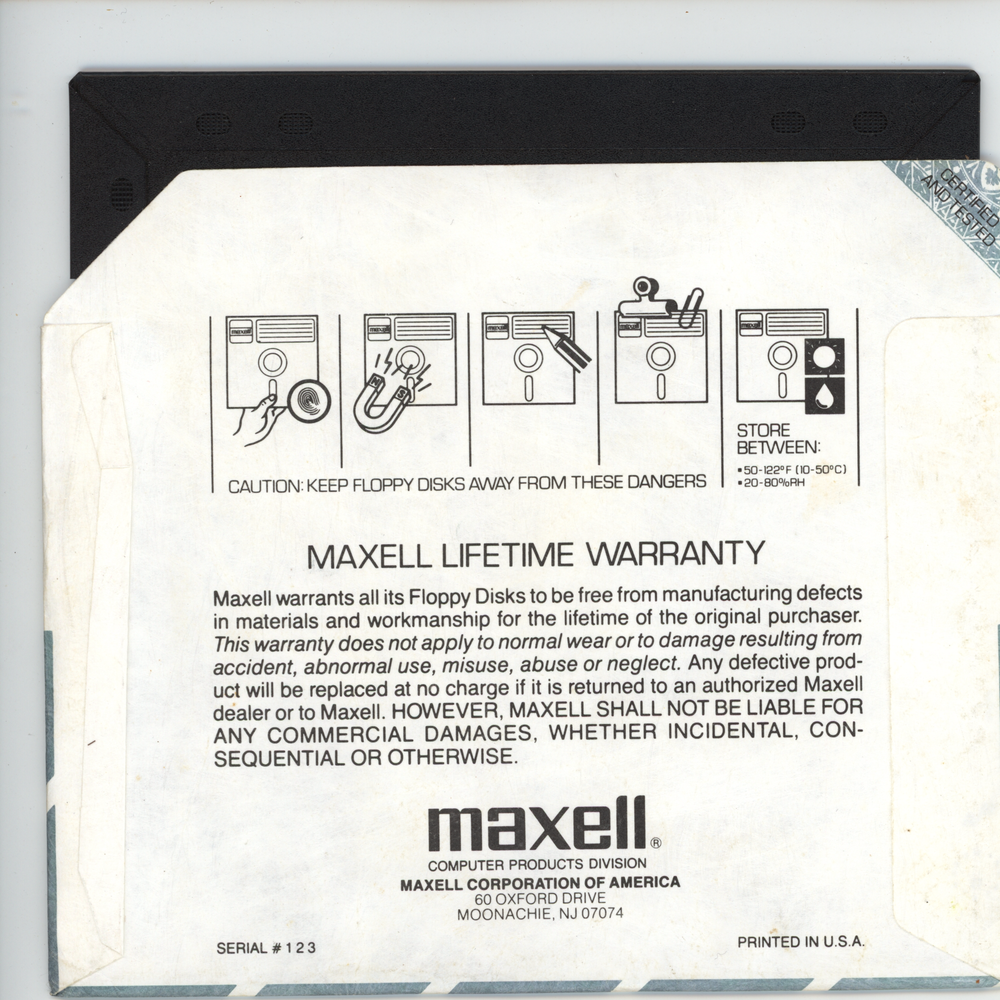 CERTIFIED
AND TESTED
maxell
maxell
maxell
maxell
maxell
N
S
STORE
BETWEEN:
▪50-122°F (10-50°C)
▪20-80%RH
CAUTION: KEEP FLOPPY DISKS AWAY FROM THESE DANGERS
MAXELL LIFETIME WARRANTY
Maxell warrants all its Floppy Disks to be free from manufacturing defects
in materials and workmanship for the lifetime of the original purchaser.
This warranty does not apply to normal wear or to damage resulting from
accident, abnormal use, misuse, abuse or neglect. Any defective prod-
uct will be replaced at no charge if it is returned to an authorized Maxell
dealer or to Maxell. HOWEVER, MAXELL SHALL NOT BE LIABLE FOR
ANY COMMERCIAL DAMAGES, WHETHER INCIDENTAL, CON-
SEQUENTIAL OR OTHERWISE.
maxell®
COMPUTER PRODUCTS DIVISION
MAXELL CORPORATION OF AMERICA
60 OXFORD DRIVE
MOONACHIE, NJ 07074
SERIAL # 1 2 3
PRINTED IN U.S.A.